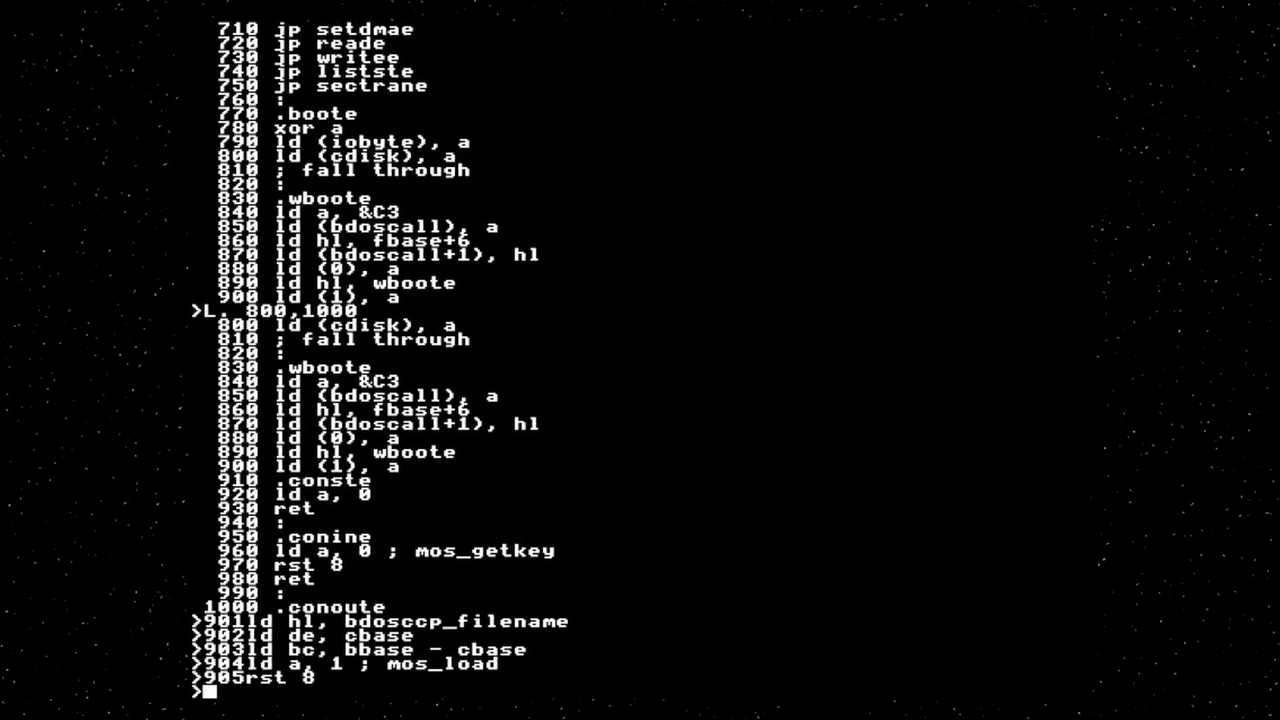 710 jp setdmae
720 jp reade
730 jp writee
740 jp listste
750 jp sectrane
760 :
770 .boote
780 xor a
790 ld (iobyte), a
800 ld (cdisk), a
810 ; fall through
820 :
830 .wboote
840 ld a, &C3
850 ld (bdoscall), a
860 ld hl, fbase+6
870 ld (bdoscall+1), hl
880 ld (0), a
890 ld hl, wboote
900 ld (1), a
>L. 800,1000
800 ld (cdisk), a
810 ; fall through
820 :
830 .wboote
840 ld a, &C3
850 ld (bdoscall), a
860 ld hl, fbase+6
870 ld (bdoscall+1), hl
880 ld (0), a
890 ld hl, wboote
900 ld (1), a
910 .conste
920 ld a, 0
930 ret
940 :
950 .conine
960 ld a, 0 ; mos_getkey
970 rst 8
980 ret
990 :
1000 .conoute
>901ld hl, bdosccp_filename
>902ld de, cbase
>903ld bc, bbase - cbase
>904ld a, 1 ; mos_load
>905rst 8
>